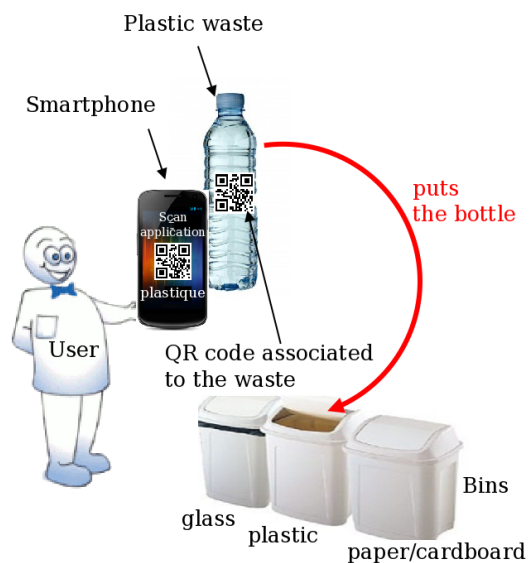 Plastic waste
Smartphone
Scan
application
plastique
puts
the bottle
User
QR code associated
to the waste
glass
plastic
Bins
paper/cardboard